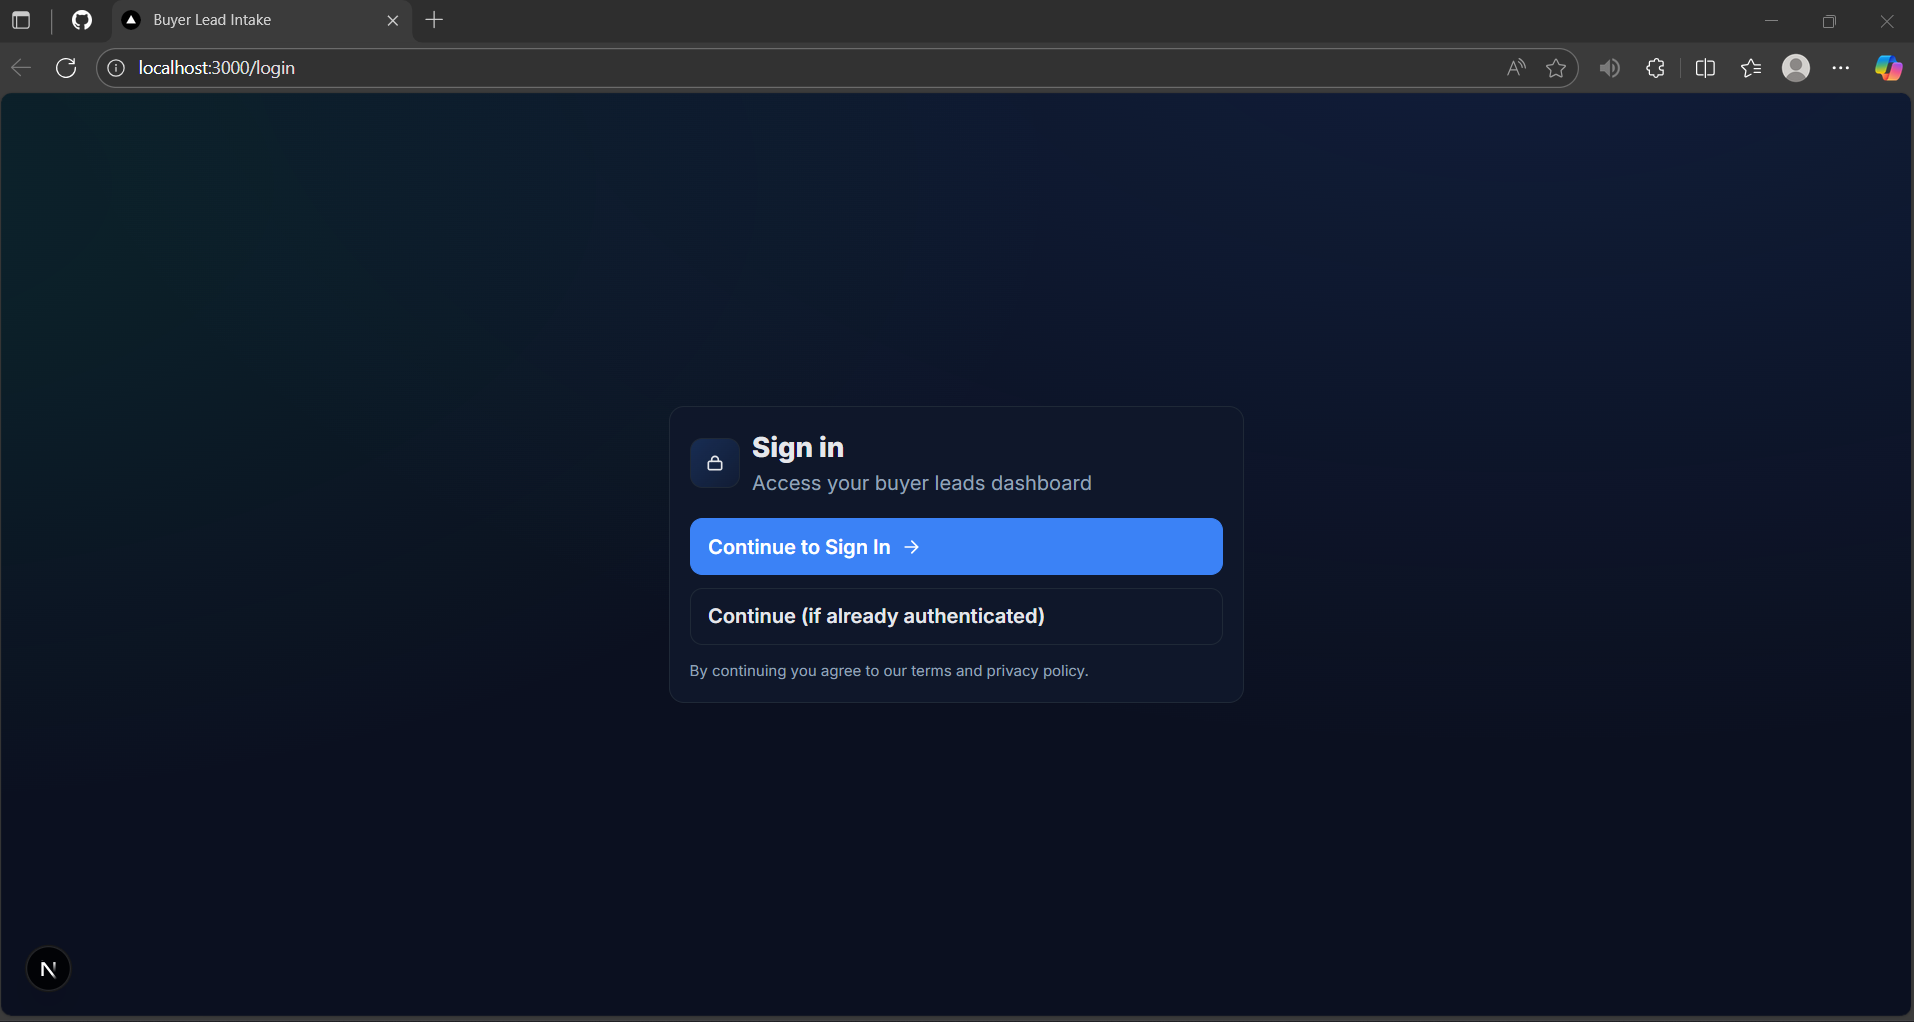 Buyer Lead Intake
localhost:3000/login
Sign in
Access your buyer leads dashboard
Continue to Sign In →
Continue (if already authenticated)
By continuing you agree to our terms and privacy policy.
N